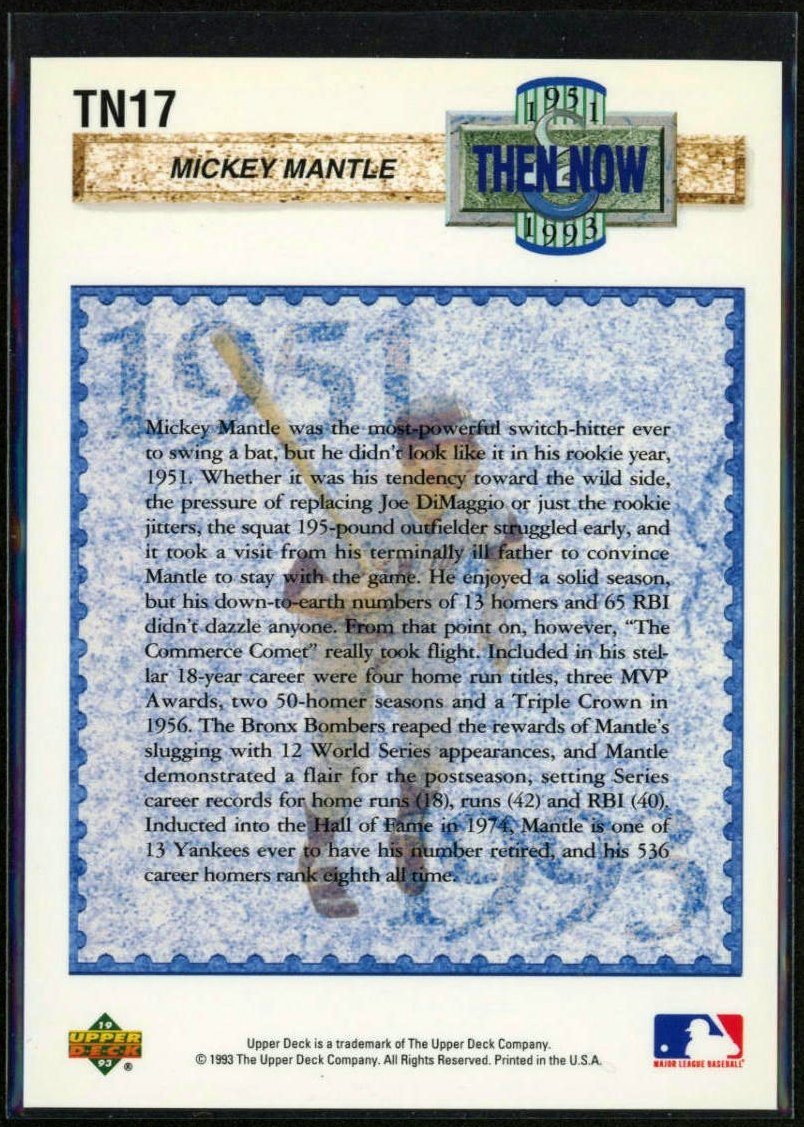 TN17
MICKEY MANTLE
1951
THEN & NOW
1993
1951
Mickey Mantle was the most-powerful switch-hitter ever
to swing a bat, but he didn't look like it in his rookie year,
1951. Whether it was his tendency toward the wild side,
the pressure of replacing Joe DiMaggio or just the rookie
jitters, the squat 195-pound outfielder struggled early, and
it took a visit from his terminally ill father to convince
Mantle to stay with the game. He enjoyed a solid season,
but his down-to-earth numbers of 13 homers and 65 RBI
didn't dazzle anyone. From that point on, however, “The
Commerce Comet” really took flight. Included in his stel-
lar 18-year career were four home run titles, three MVP
Awards, two 50-homer seasons and a Triple Crown in
1956. The Bronx Bombers reaped the rewards of Mantle's
slugging with 12 World Series appearances, and Mantle
demonstrated a flair for the postseason, setting Series
career records for home runs (18), runs (42) and RBI (40).
Inducted into the Hall of Fame in 1974, Mantle is one of
13 Yankees ever to have his number retired, and his 536
career homers rank eighth all time.
1993
19
UPPER
DECK
93 ®
Upper Deck is a trademark of The Upper Deck Company.
© 1993 The Upper Deck Company. All Rights Reserved. Printed in the U.S.A.
MAJOR LEAGUE BASEBALL